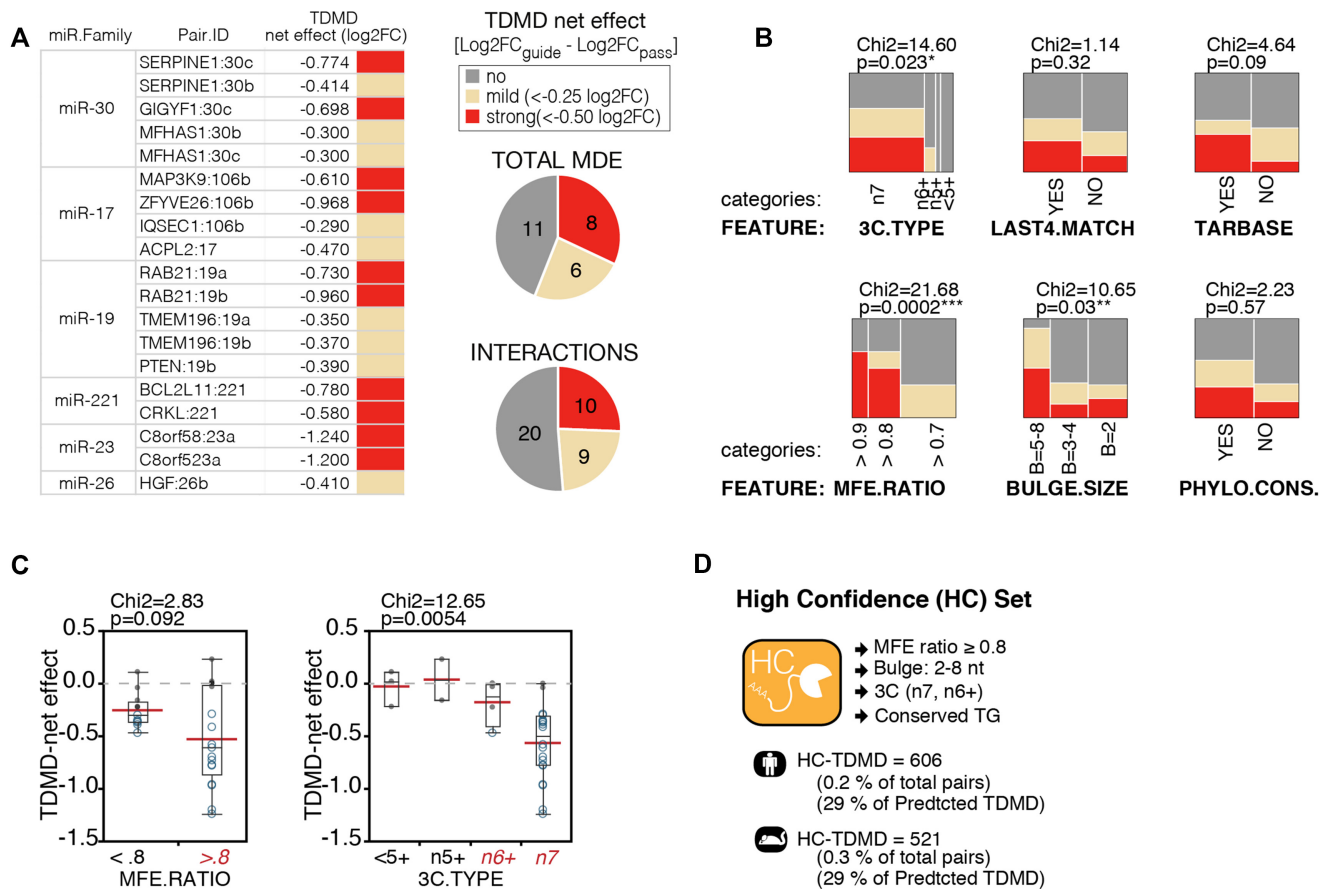 A
miR.Family Pair.ID TDMD net effect (log2FC)
miR-30
SERPINE1:30c -0.774
SERPINE1:30b -0.414
GIGYF1:30c -0.698
MFHAS1:30b -0.300
MFHAS1:30c -0.300
miR-17
MAP3K9:106b -0.610
ZFYVE26:106b -0.968
IQSEC1:106b -0.290
ACPL2:17 -0.470
miR-19
RAB21:19a -0.730
RAB21:19b -0.960
TMEM196:19a -0.350
TMEM196:19b -0.370
PTEN:19b -0.390
miR-221
BCL2L11:221 -0.780
CRKL:221 -0.580
miR-23
C8orf58:23a -1.240
C8orf523a -1.200
miR-26
HGF:26b -0.410
TDMD net effect
[Log2FCguide - Log2FCpass]
no
mild (<-0.25 log2FC)
strong(<-0.50 log2FC)
TOTAL MDE
11 8
6
INTERACTIONS
10
20
9
B
Chi2=14.60
p=0.023*
Chi2=1.14
p=0.32
Chi2=4.64
p=0.09
categories: n7 n6+ n5+ <5+ YES NO YES NO
FEATURE: 3C.TYPE LAST4.MATCH TARBASE
Chi2=21.68
p=0.0002***
Chi2=10.65
p=0.03**
Chi2=2.23
p=0.57
categories: > 0.9 > 0.8 > 0.7 B=5-8 B=3-4 B=2 YES NO
FEATURE: MFE.RATIO BULGE.SIZE PHYLO.CONS.
C
Chi2=2.83
p=0.092
0.5
0.0
-0.5
-1.0
-1.5
TDMD-net effect
< .8 >.8
MFE.RATIO
Chi2=12.65
p=0.0054
0.5
0.0
-0.5
-1.0
-1.5
TDMD-net effect
<5+ n5+ n6+ n7
3C.TYPE
D
High Confidence (HC) Set
HC
AAA
MFE ratio ≥ 0.8
Bulge: 2-8 nt
3C (n7, n6+)
Conserved TG
HC-TDMD = 606
(0.2 % of total pairs)
(29 % of Predtcted TDMD)
HC-TDMD = 521
(0.3 % of total pairs)
(29 % of Predtcted TDMD)